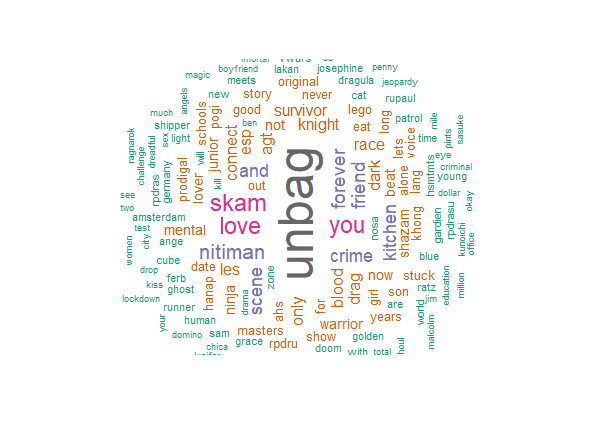 imortal vwars
boyfriend lakan josephine penny
magic meets original dragula jeopardy
angels new story never cat rupaul
much pogi good survivor lego patrol mile
shipper schools ben not knight eat long voice time pints sasuke
ragnarok dreadful sex light junior connect esp agt race lets eye
challenge will and forever friend dark beat alone hsmtmts criminal
rpdras germany prodigal lover kill out unbag lang young
see skam kitchen dollar okay
two love you nosa shazam khong gardien rpdrasu kunoichi office
amsterdam mental
test ange nitiman crime blue
women city cube date les scene zone blood drag now stuck
drop ferb hanap girl son ratz education million
kiss ghost ninja drama ahs only for are world jim
lockdown runner warrior years malcolm
your human masters show golden
domino sam grace rpdru doom with total houl
chica
lucifer